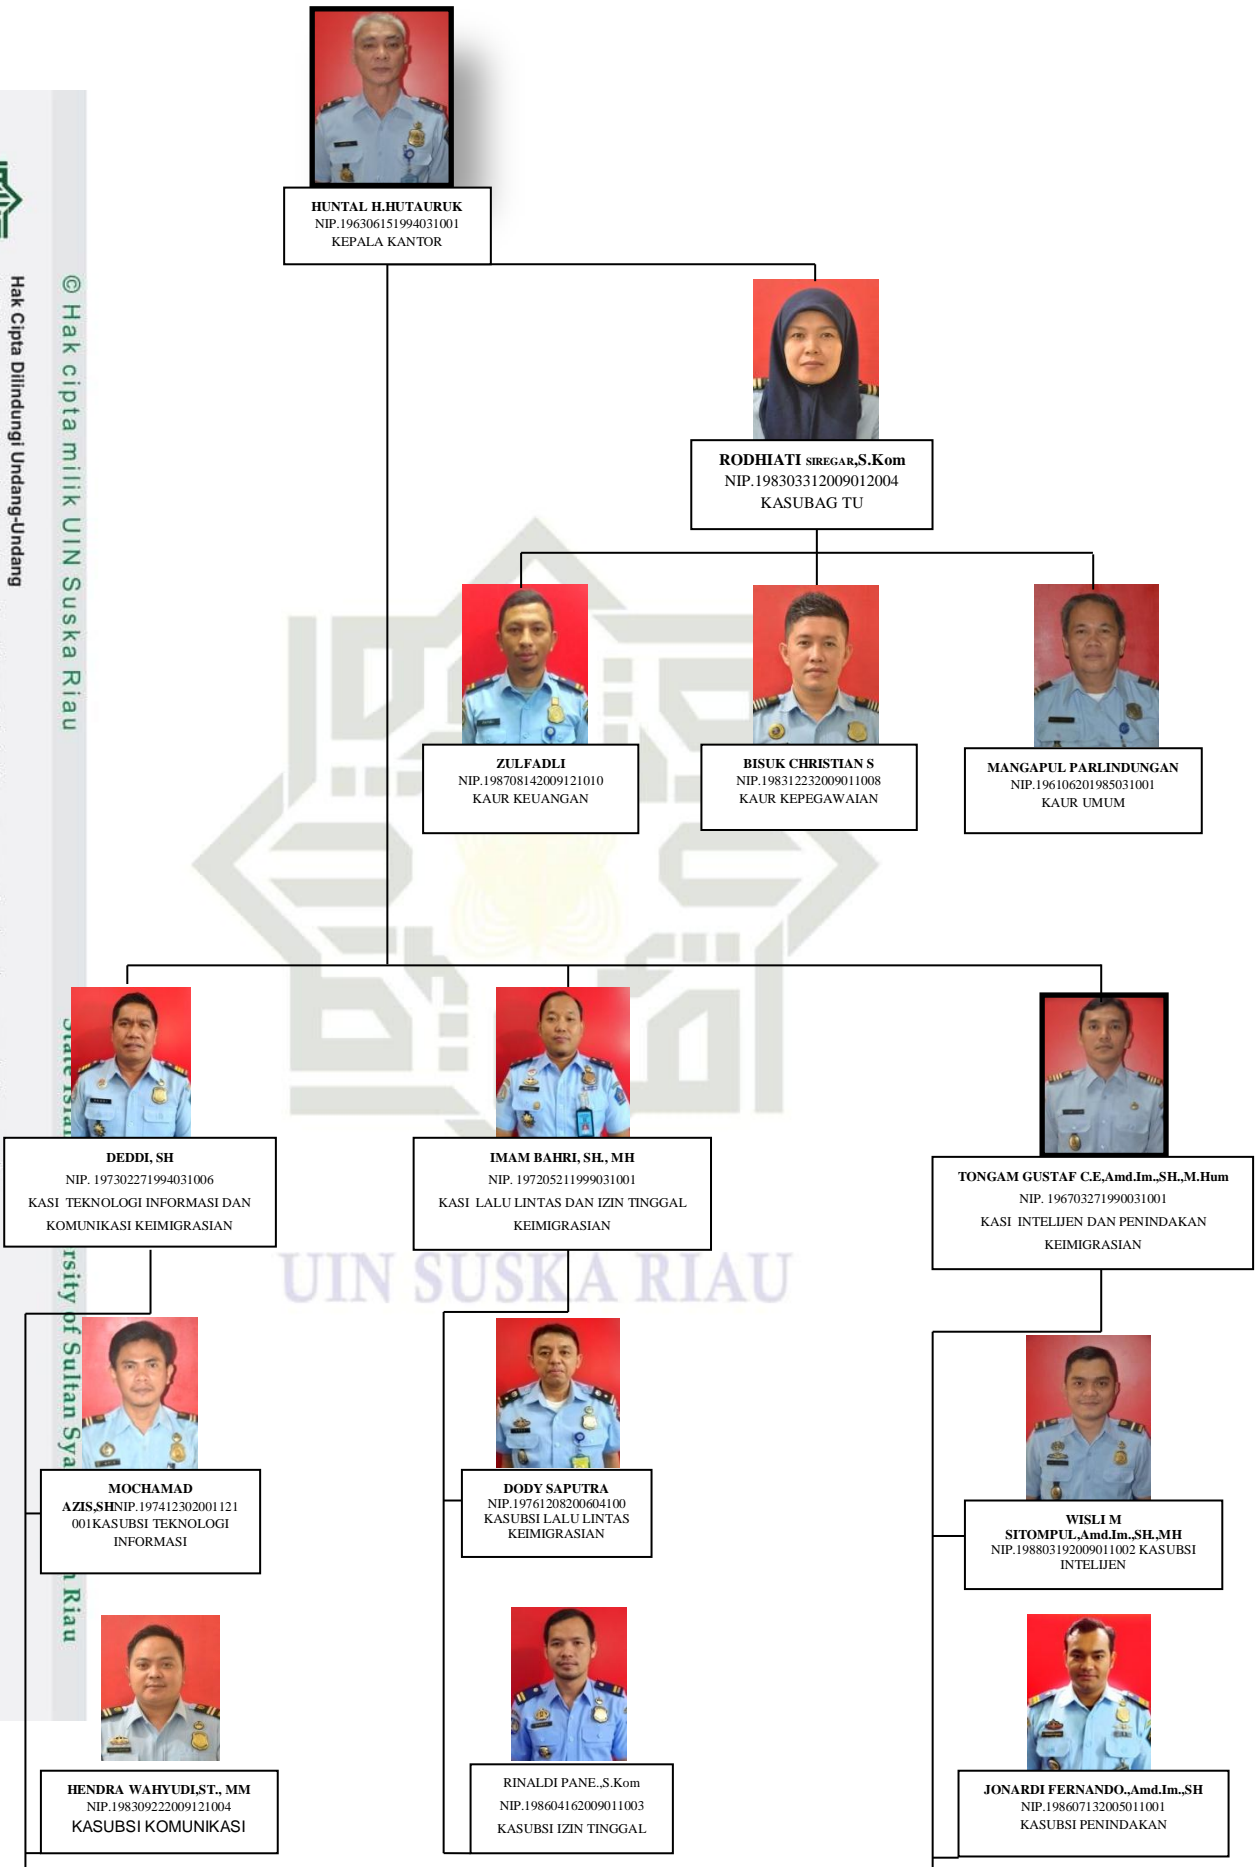 HUNTAL H.HUTAURUK
NIP.196306151994031001
KEPALA KANTOR
RODHIATI SIREGAR,S.Kom
NIP.198303312009012004
KASUBAG TU
ZULFADLI
NIP.198708142009121010
KAUR KEUANGAN
BISUK CHRISTIAN S
NIP.198312232009011008
KAUR KEPEGAWAIAN
MANGAPUL PARLINDUNGAN
NIP.196106201985031001
KAUR UMUM
DEDDI, SH
NIP. 197302271994031006
KASI TEKNOLOGI INFORMASI DAN
KOMUNIKASI KEIMIGRASIAN
IMAM BAHRI, SH., MH
NIP. 197205211999031001
KASI LALU LINTAS DAN IZIN TINGGAL
KEIMIGRASIAN
TONGAM GUSTAF C.E,Amd.Im.,SH.,M.Hum
NIP. 196703271990031001
KASI INTELIJEN DAN PENINDAKAN
KEIMIGRASIAN
MOCHAMAD
AZIS,SHNIP.197412302001121
001KASUBSI TEKNOLOGI
INFORMASI
DODY SAPUTRA
NIP.19761208200604100
KASUBSI LALU LINTAS
KEIMIGRASIAN
WISLI M
SITOMPUL,Amd.Im.,SH.,MH
NIP.198803192009011002 KASUBSI
INTELIJEN
HENDRA WAHYUDI,ST., MM
NIP.198309222009121004
KASUBSI KOMUNIKASI
RINALDI PANE.,S.Kom
NIP.198604162009011003
KASUBSI IZIN TINGGAL
JONARDI FERNANDO.,Amd.Im.,SH
NIP.198607132005011001
KASUBSI PENINDAKAN
UIN SUSKA RIAU
© Hak cipta milik UIN Suska Riau
Hak Cipta Dilindungi Undang-Undang
State of Sultan Riau